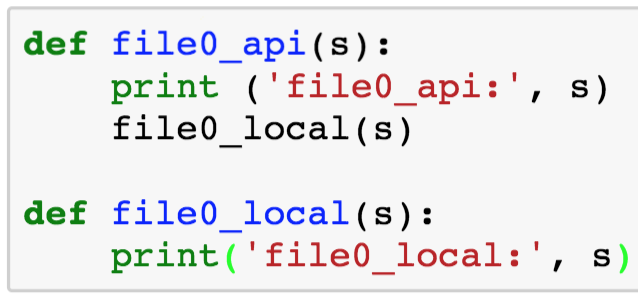 def file0_api(s):
    print ('file0_api:', s)
    file0_local(s)

def file0_local(s):
    print('file0_local:', s)